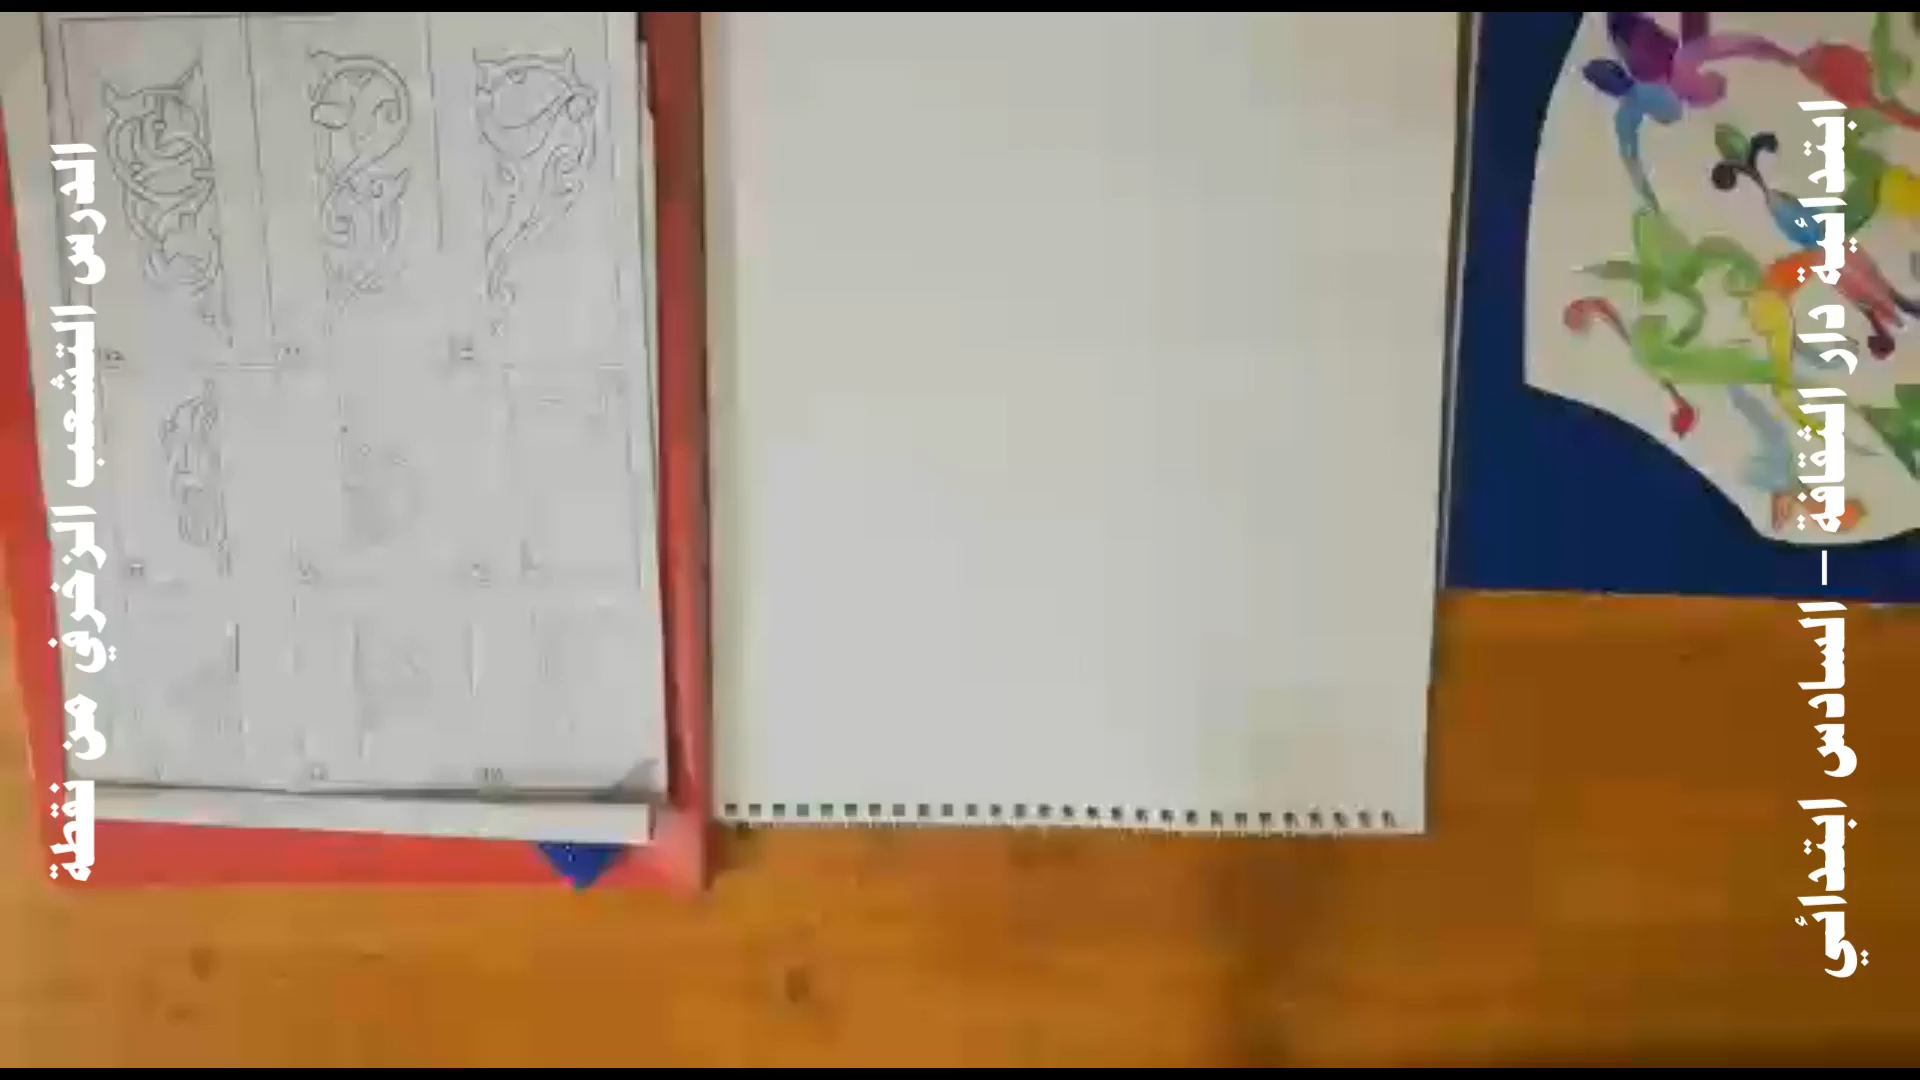 ابتدائية دار الثقافة - السادس ابتدائي
الدرس التشعب الزخرفي من نقطة